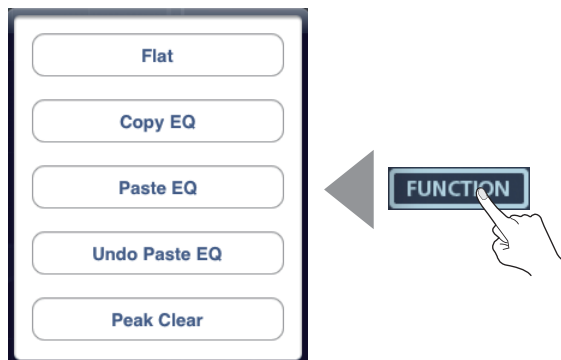 Flat
Copy EQ
Paste EQ
Undo Paste EQ
Peak Clear
FUNCTION